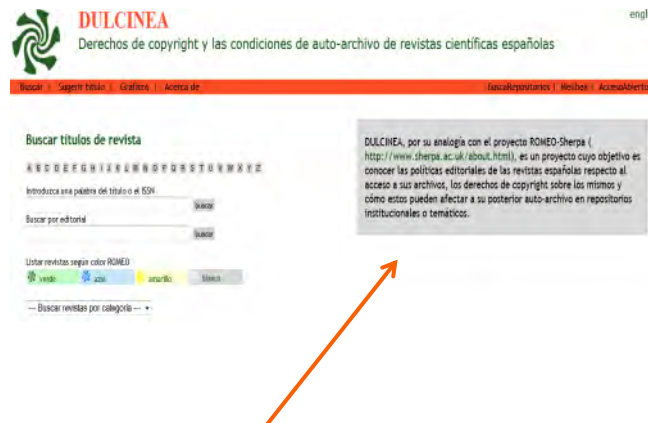 DULCINEA
engl
Derechos de copyright y las condiciones de auto-archivo de revistas científicas españolas
Buscar | Sugerir título | Gráficos | Acerca de
BuscaRepositorios | Melibea | AccesoAbierto
Buscar títulos de revista
A B C D E F G H I J K L M N O P Q R S T U V W X Y Z
Introduzca una palabra del título o el ISSN
buscar
Buscar por editorial
buscar
Listar revistas según color ROMEO
verde azul amarillo blanco
--- Buscar revistas por categoría ---
DULCINEA, por su analogía con el proyecto ROMEO-Sherpa (
http://www.sherpa.ac.uk/about.html), es un proyecto cuyo objetivo es
conocer las políticas editoriales de las revistas españolas respecto al
acceso a sus archivos, los derechos de copyright sobre los mismos y
cómo estos pueden afectar a su posterior auto-archivo en repositorios
institucionales o temáticos.